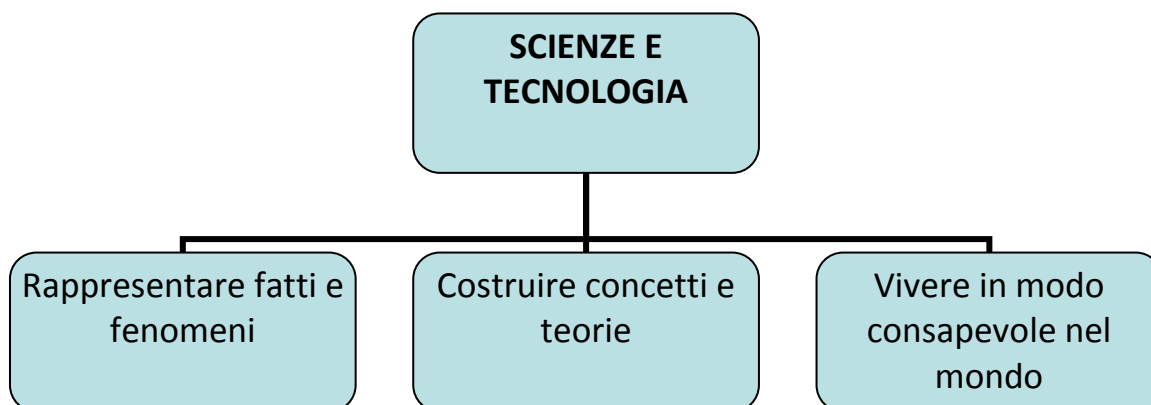 SCIENZE E
TECNOLOGIA
Rappresentare fatti e
fenomeni
Costruire concetti e
teorie
Vivere in modo
consapevole nel
mondo